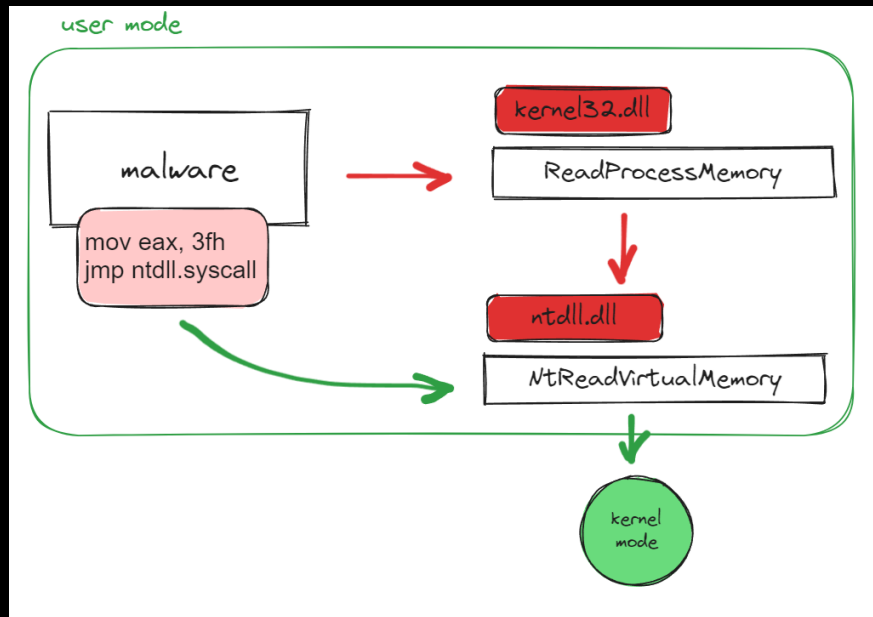 user mode
malware
mov eax, 3fh
jmp ntdll.syscall
kernel32.dll
ReadProcessMemory
ntdll.dll
NtReadVirtualMemory
kernel
mode